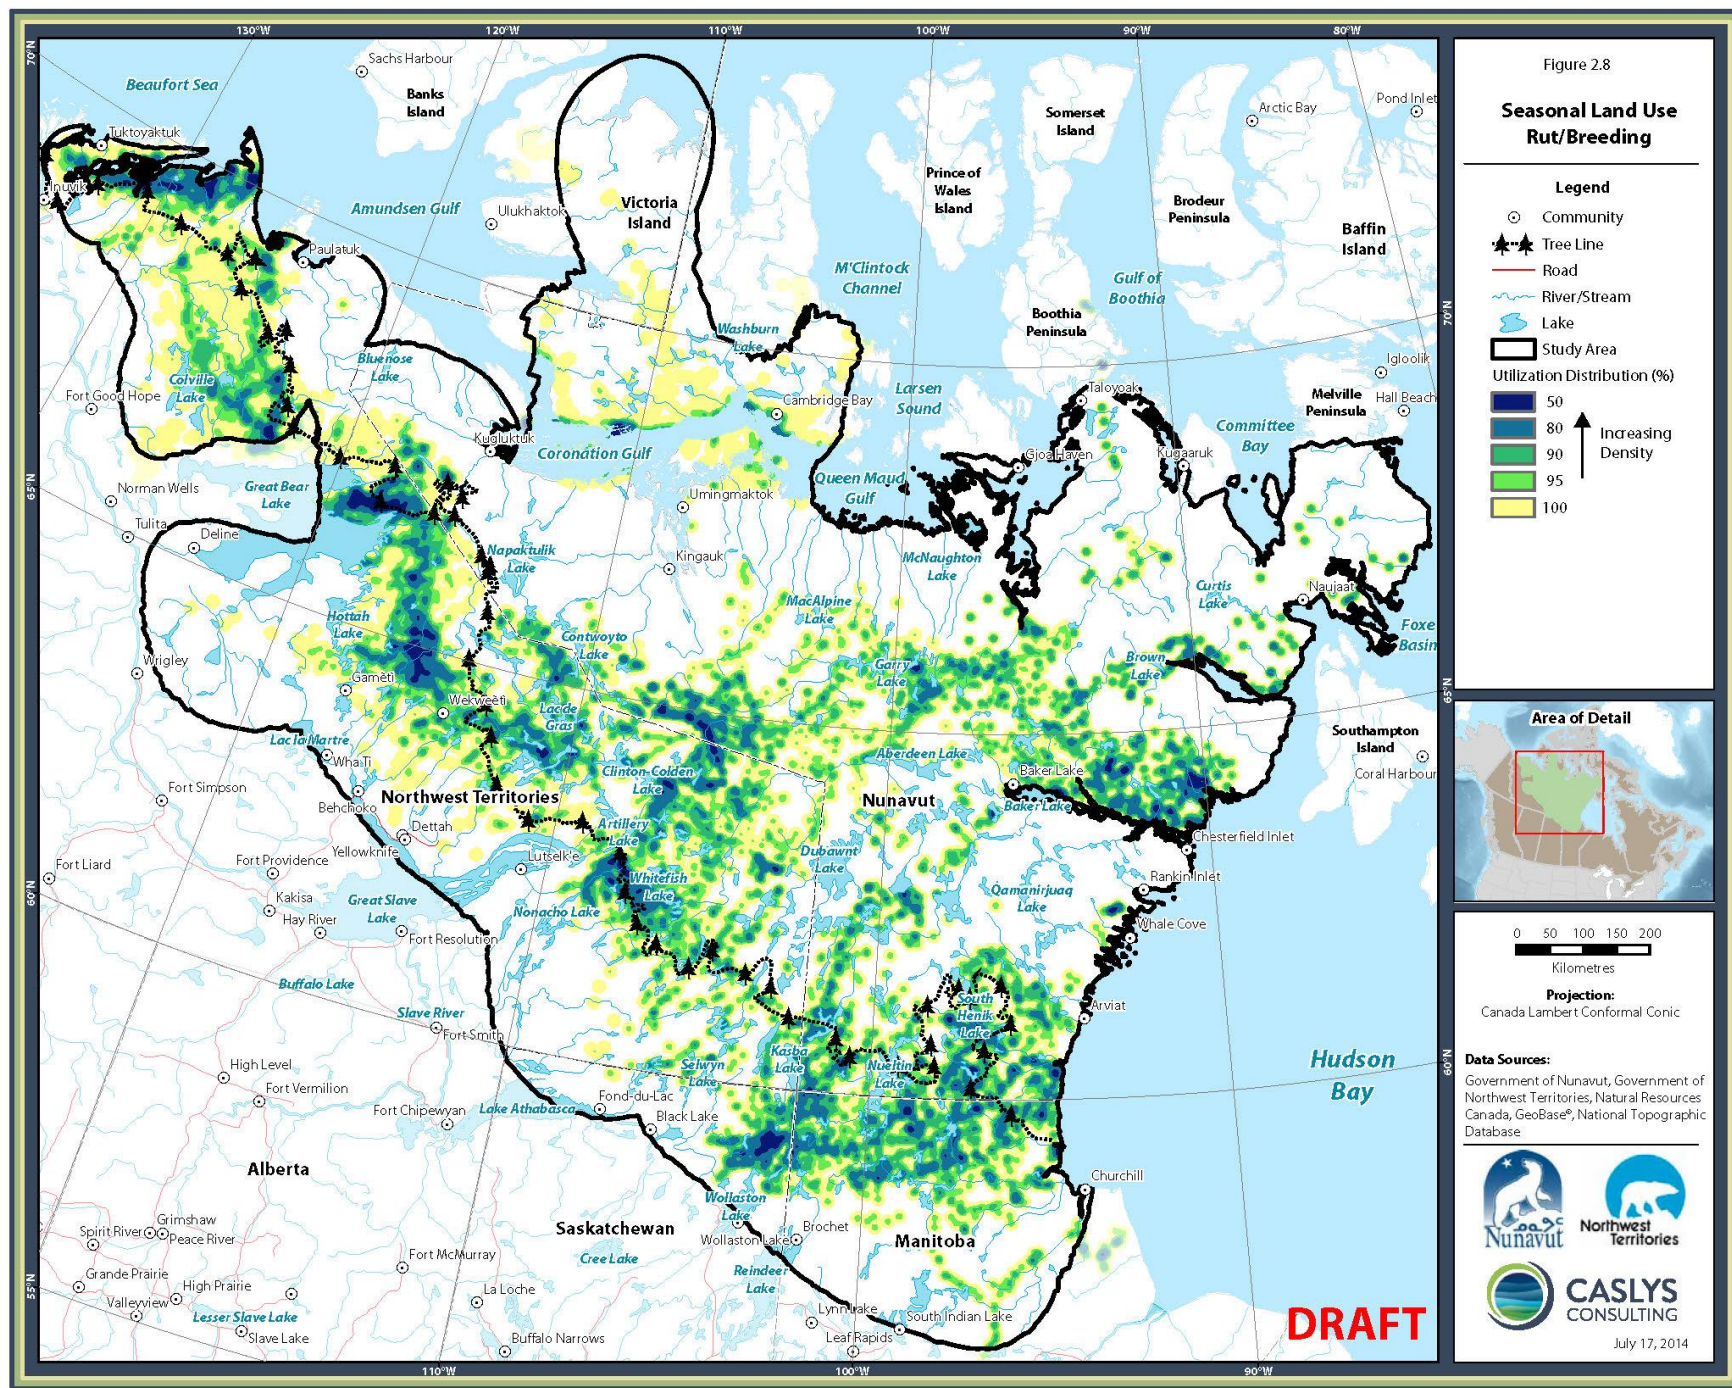 130°W
120°W
110°W
100°W
90°W
80°W
70°N
Sachs Harbour
Beaufort Sea
Banks
Island
Somerset
Island
Arctic Bay
Pond Inlet
Tuktoyaktuk
Inuvik
Prince of
Wales
Island
Amundsen Gulf
Ulukhaktok
Victoria
Island
Brodeur
Peninsula
Baffin
Island
Paulatuk
M'Clintock
Channel
Gulf of
Boothia
Boothia
Peninsula
70°N
Washburn
Lake
Bluenose
Lake
Igloolik
Colville
Lake
Fort Good Hope
Larsen
Sound
Taloyoak
Melville
Peninsula
Hall Beach
Cambridge Bay
Kugluktuk
Coronation Gulf
Committee
Bay
Gjoa Haven
Kugaaruk
65°N
Norman Wells
Great Bear
Lake
Umingmaktok
Queen Maud
Gulf
Tulita
Deline
Napaktulik
Lake
Kingauk
McNaughton
Lake
Curtis
Lake
Naujaat
Hottah
Lake
MacAlpine
Lake
Contwoyto
Lake
Foxe
Basin
Wrigley
Gamèti
Garry
Lake
Brown
Lake
65°N
Wekweètì
Lac de
Gras
Lac la Martre
Wha Ti
Aberdeen Lake
Southampton
Island
Coral Harbour
Clinton-Colden
Lake
Baker Lake
Fort Simpson
Behchoko
Northwest Territories
Nunavut
Baker Lake
Dettah
Artillery
Lake
Chesterfield Inlet
Yellowknife
Lutselk'e
Dubawnt
Lake
Fort Liard
Fort Providence
Whitefish
Lake
Qamanirjuaq
Lake
Rankin Inlet
60°N
Kakisa
Great Slave
Lake
Nonacho Lake
Hay River
Fort Resolution
Whale Cove
Buffalo Lake
Slave River
South
Henik
Lake
Arviat
Fort Smith
Kasba
Lake
Nueltin
Lake
Hudson
Bay
60°N
High Level
Selwyn
Lake
Fort Vermilion
Fond-du-Lac
Fort Chipewyan
Lake Athabasca
Black Lake
Alberta
Churchill
Wollaston
Lake
Saskatchewan
Brochet
Grimshaw
Spirit River
Peace River
Wollaston Lake
Manitoba
Fort McMurray
Cree Lake
Grande Prairie
High Prairie
Reindeer
Lake
La Loche
Valleyview
Lesser Slave Lake
Lynn Lake
South Indian Lake
55°N
Slave Lake
Buffalo Narrows
Leaf Rapids
DRAFT
110°W
100°W
90°W
Figure 2.8
Seasonal Land Use
Rut/Breeding
Legend
Community
Tree Line
Road
River/Stream
Lake
Study Area
Utilization Distribution (%)
50
80
90
95
100
Increasing
Density
Area of Detail
0 50 100 150 200
Kilometres
Projection:
Canada Lambert Conformal Conic
Data Sources:
Government of Nunavut, Government of
Northwest Territories, Natural Resources
Canada, GeoBase®, National Topographic
Database
ᓄᓇᕗᑦ
Nunavut
Northwest
Territories
CASLYS
CONSULTING
July 17, 2014